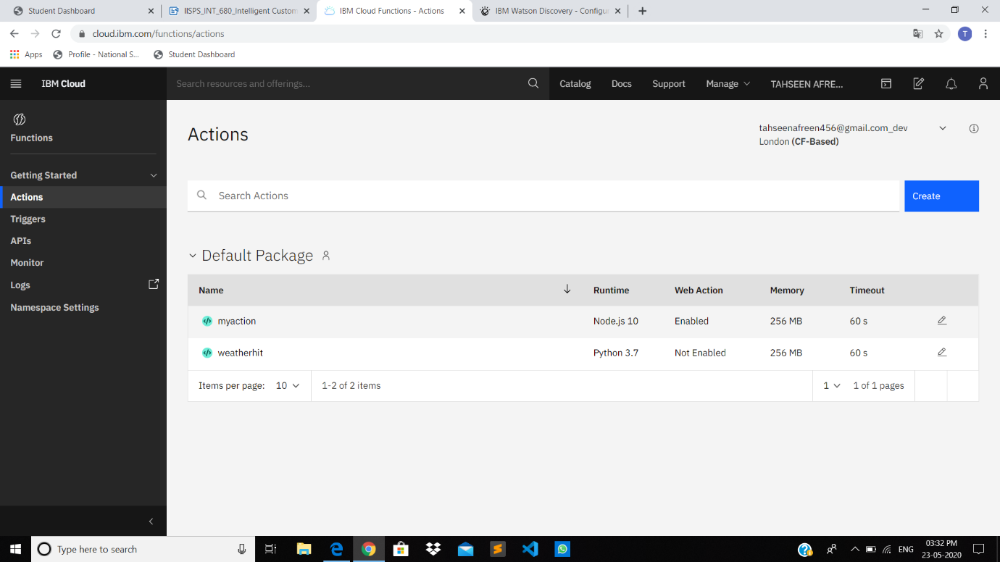 Student Dashboard
IISPS_INT_680_Intelligent Custom
IBM Cloud Functions - Actions
IBM Watson Discovery - Configu
cloud.ibm.com/functions/actions
T
Apps
Profile - National S...
Student Dashboard
IBM Cloud
Search resources and offerings...
Catalog
Docs
Support
Manage
TAHSEEN AFRE...
Functions
Getting Started
Actions
Triggers
APIs
Monitor
Logs
Namespace Settings
Actions
tahseenafreen456@gmail.com_dev
London (CF-Based)
Search Actions
Create
Default Package
Name Runtime Web Action Memory Timeout
myaction Node.js 10 Enabled 256 MB 60 s
weatherhit Python 3.7 Not Enabled 256 MB 60 s
Items per page: 10 1-2 of 2 items 1 1 of 1 pages
Type here to search
ENG
03:32 PM
23-05-2020